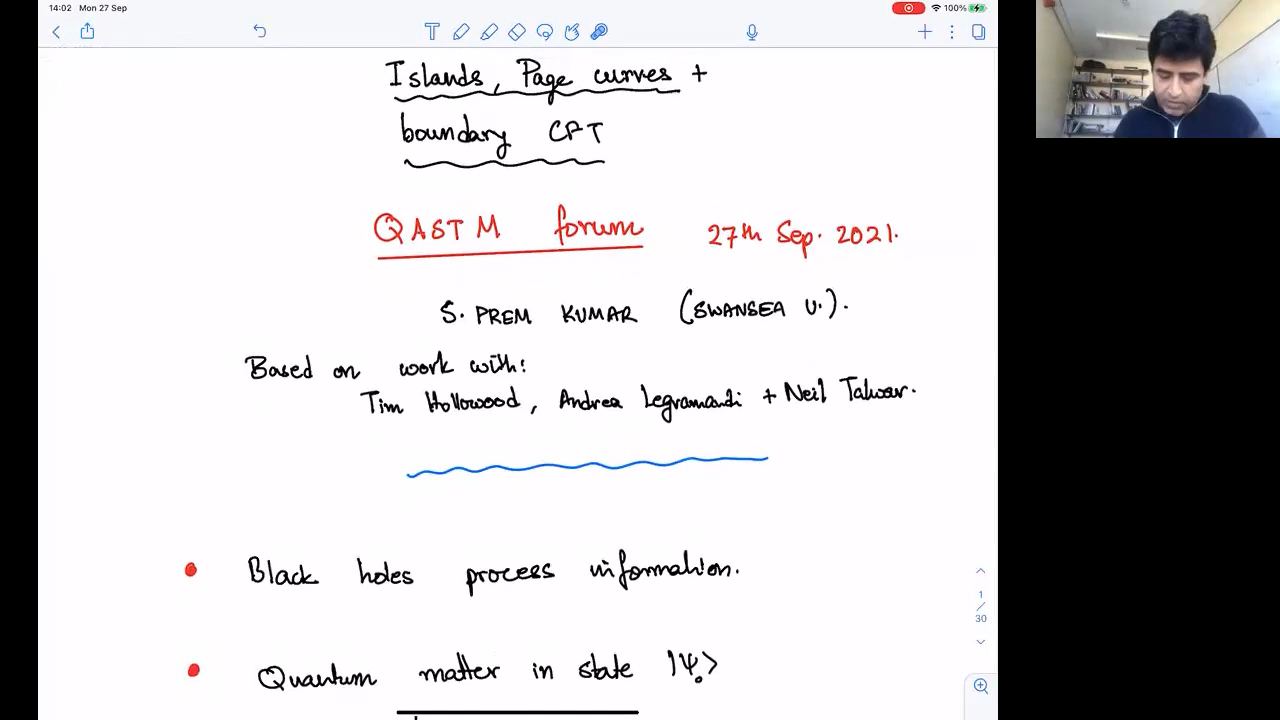 14:02 Mon 27 Sep
100%
Islands, Page curves +
boundary CFT
QASTM forum 27th Sep. 2021.
S. PREM KUMAR (SWANSEA U.).
Based on work with:
Tim Hollowood, Andrea Legramandi + Neil Talwar.
• Black holes process information.
• Quantum matter in state |Ψ₀>
1
/
30